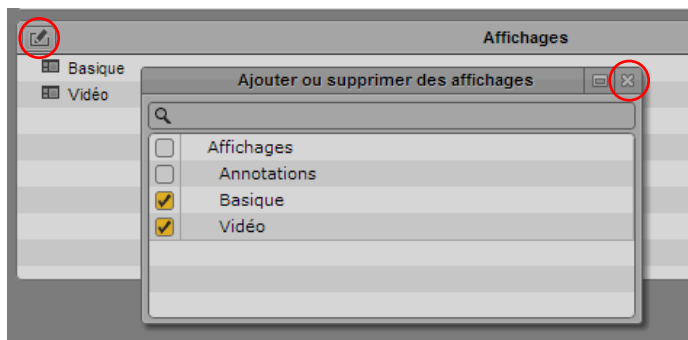 Affichages
Basique
Vidéo
Ajouter ou supprimer des affichages
Affichages
Annotations
Basique
Vidéo